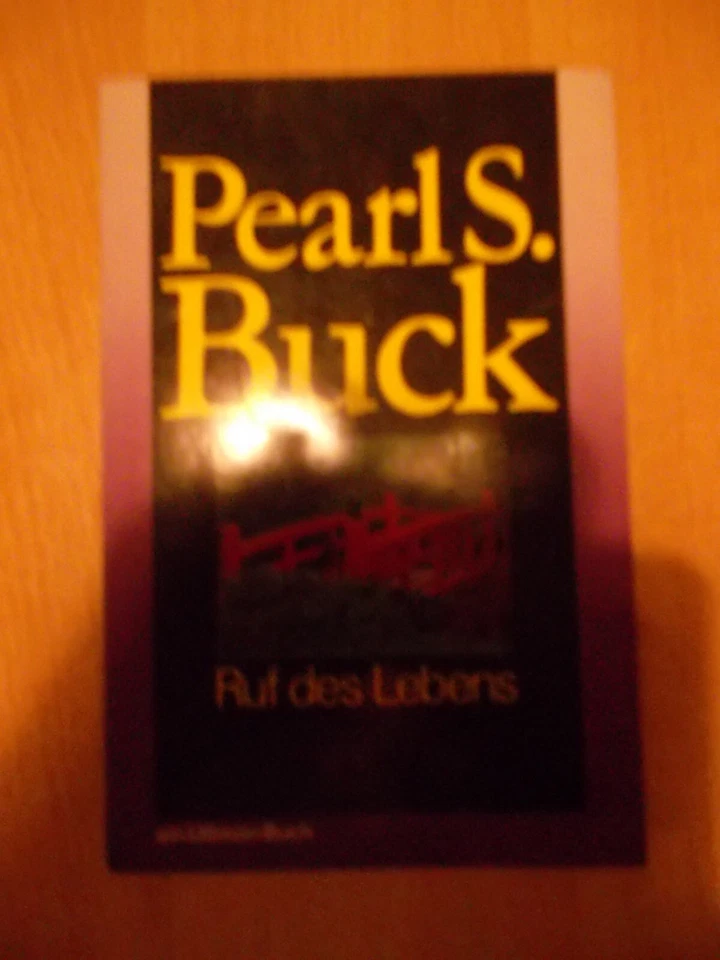 Pearl S.
Buck
Ruf des Lebens